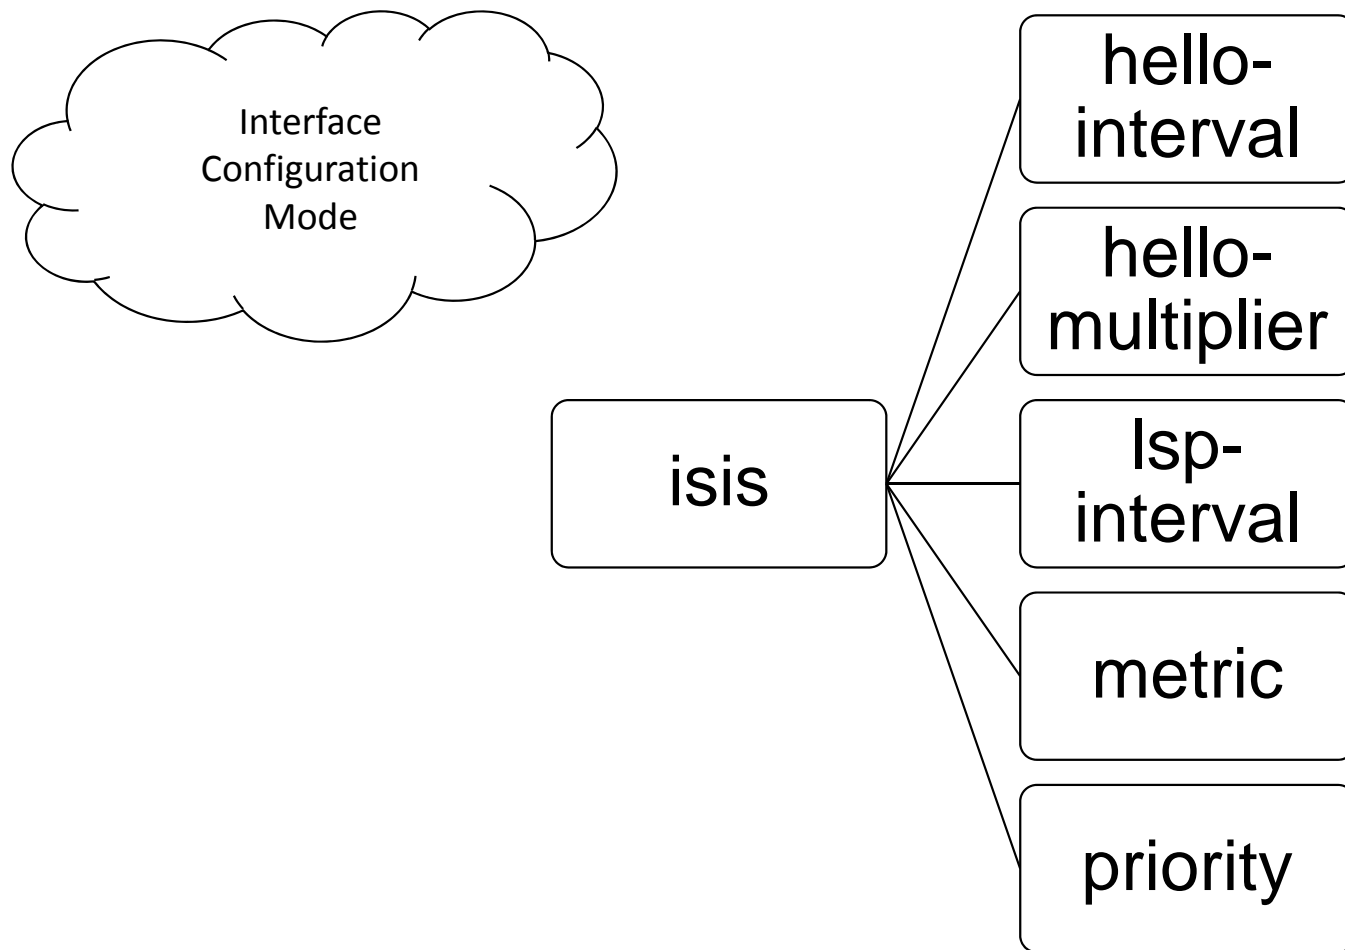 Interface
Configuration
Mode
hello-
interval
hello-
multiplier
isis
lsp-
interval
metric
priority